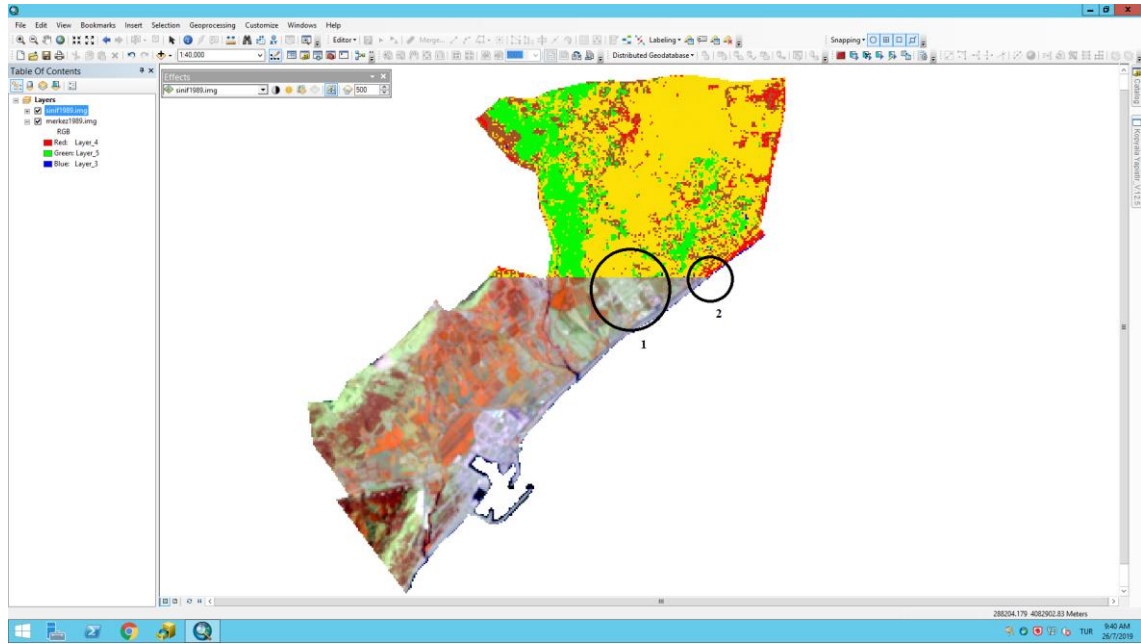 File Edit View Bookmarks Insert Selection Geoprocessing Customize Windows Help
Editor
Merge...
Labeling
Snapping
1:40.000
Distributed Geodatabase
Table Of Contents
Layers
sinif1989.img
merkez1989.img
RGB
Red: Layer_4
Green: Layer_5
Blue: Layer_3
Effects
sinif1989.img
500
Catalog
1
2
288204.179 4082902.83 Meters
TUR
9:40 AM
26/7/2019